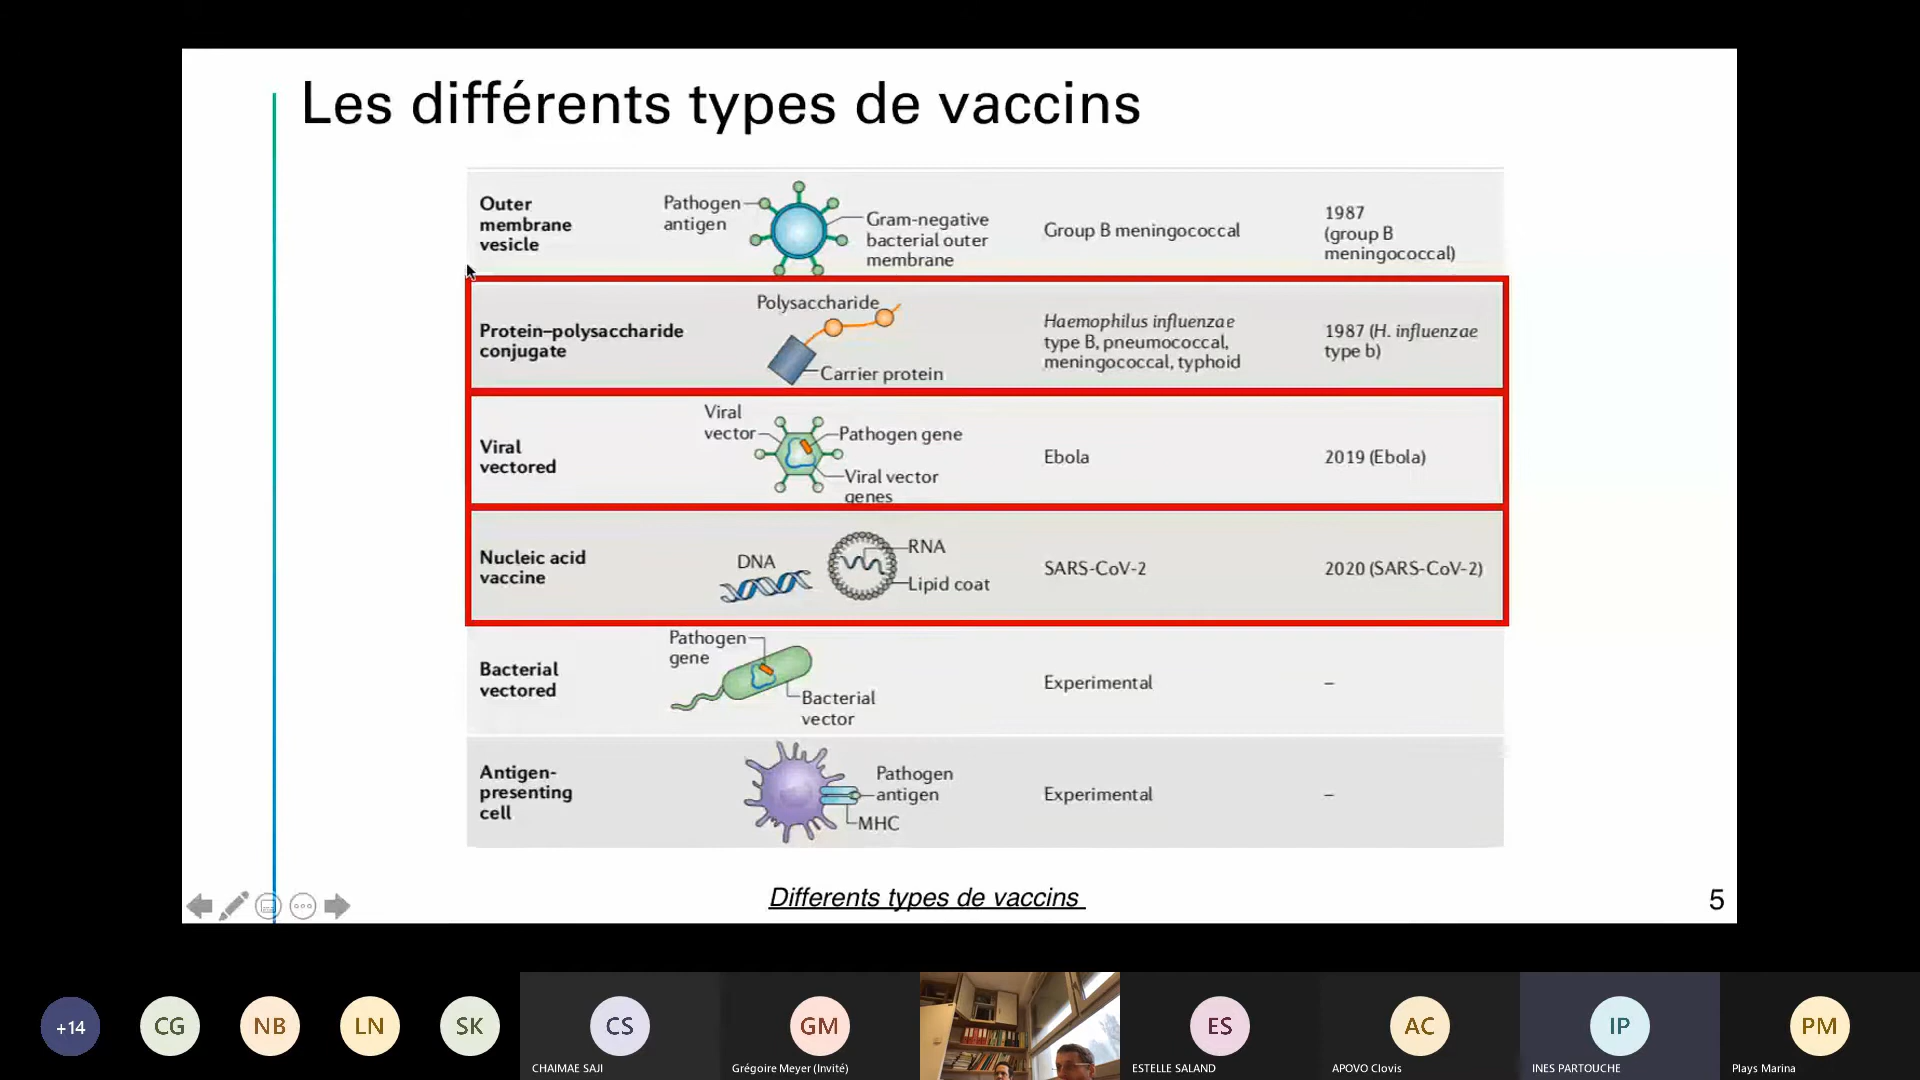 Les différents types de vaccins
Outer
membrane
vesicle
Pathogen
antigen
Gram-negative
bacterial outer
membrane
Group B meningococcal
1987
(group B
meningococcal)
Protein–polysaccharide
conjugate
Polysaccharide
Carrier protein
Haemophilus influenzae
type B, pneumococcal,
meningococcal, typhoid
1987 (H. influenzae
type b)
Viral
vectored
Viral
vector
Pathogen gene
Viral vector
genes
Ebola
2019 (Ebola)
Nucleic acid
vaccine
DNA
RNA
Lipid coat
SARS-CoV-2
2020 (SARS-CoV-2)
Bacterial
vectored
Pathogen
gene
Bacterial
vector
Experimental
–
Antigen-
presenting
cell
Pathogen
antigen
MHC
Experimental
–
Differents types de vaccins
5
+14
CG
NB
LN
SK
CS
CHAIMAE SAJI
GM
Grégoire Meyer (Invité)
ES
ESTELLE SALAND
AC
APOVO Clovis
IP
INES PARTOUCHE
PM
Plays Marina